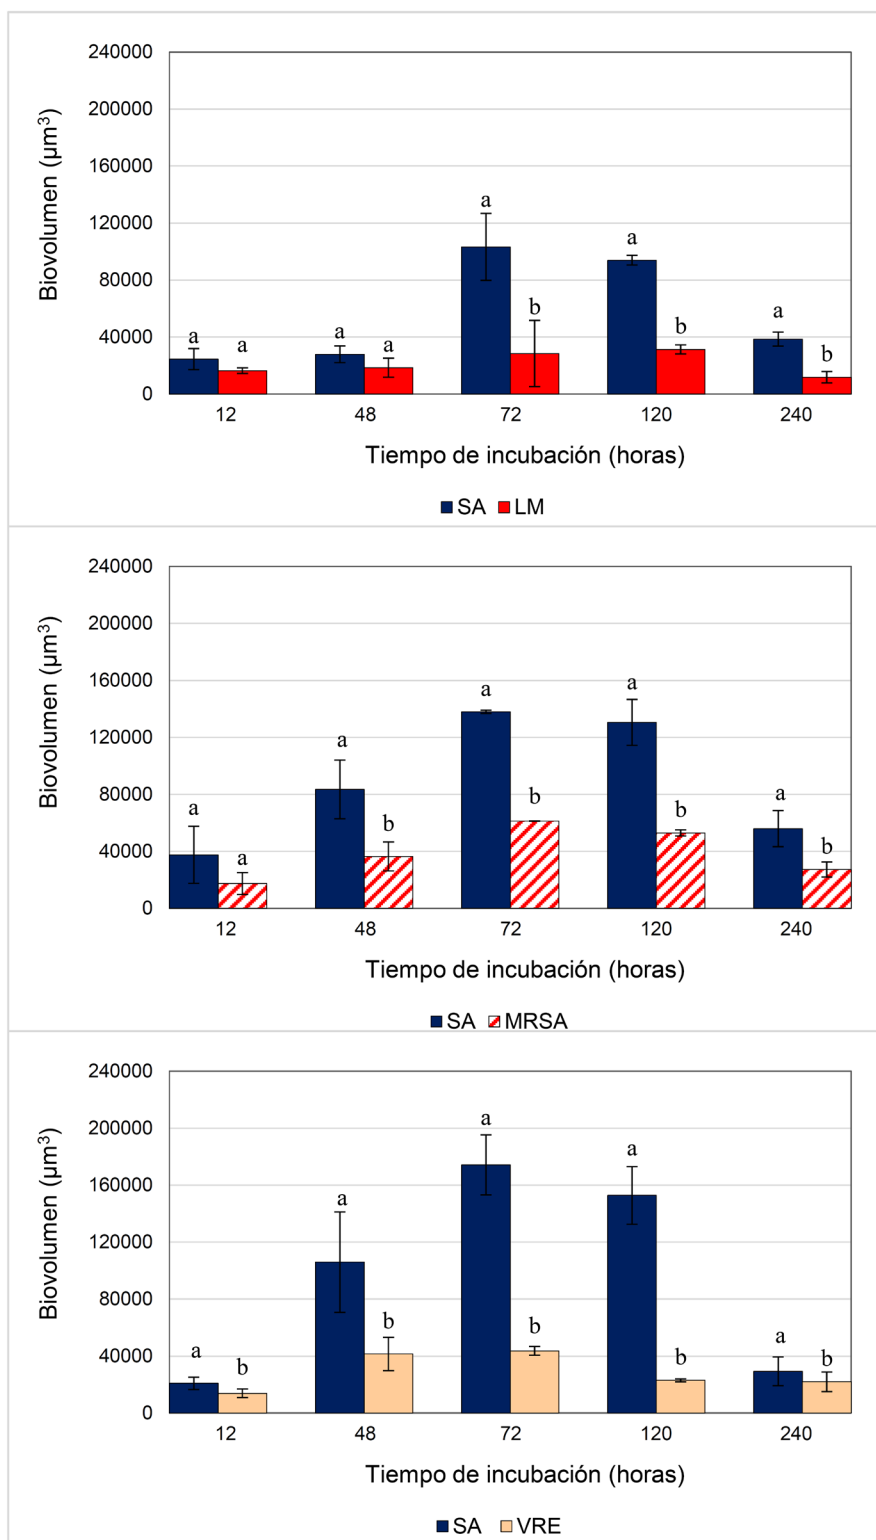 240000
200000
160000
120000
80000
40000
0
Biovolumen (µm³)
a a a a a b a b a b
12 48 72 120 240
Tiempo de incubación (horas)
SA LM
240000
200000
160000
120000
80000
40000
0
Biovolumen (µm³)
a a a b a b a b a b
12 48 72 120 240
Tiempo de incubación (horas)
SA MRSA
240000
200000
160000
120000
80000
40000
0
Biovolumen (µm³)
a b a b a b a b a b
12 48 72 120 240
Tiempo de incubación (horas)
SA VRE